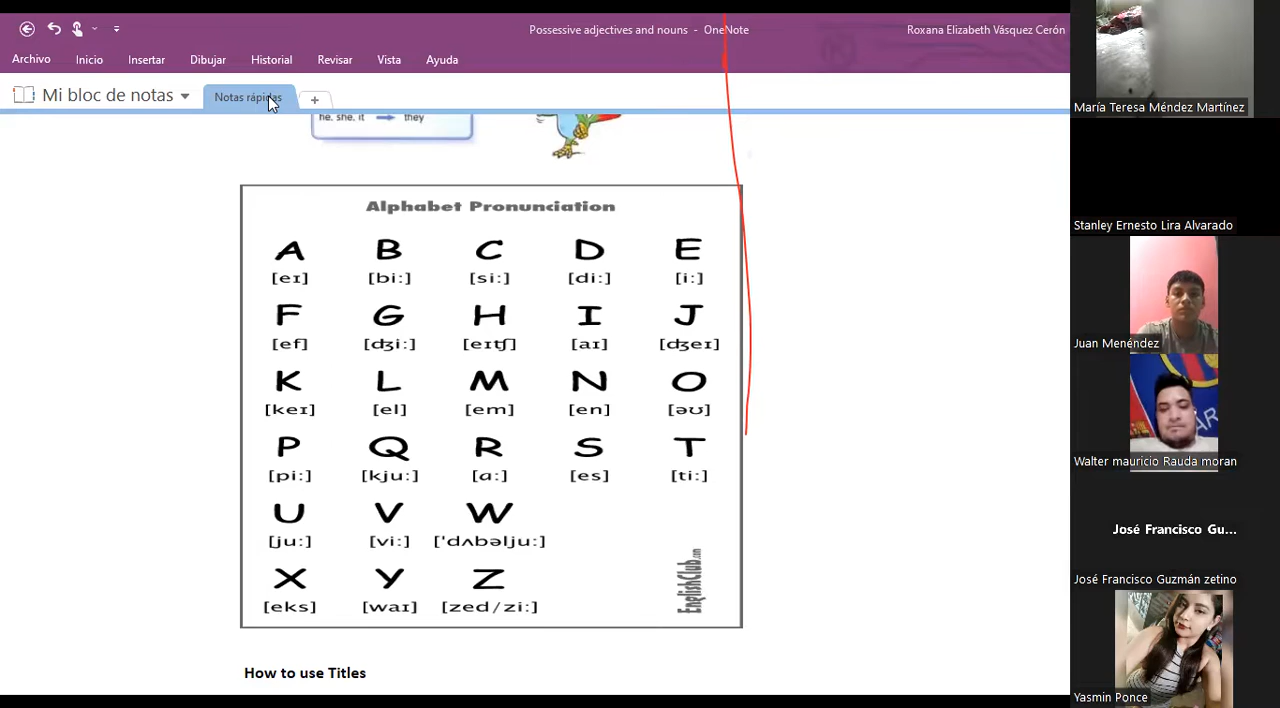 Possessive adjectives and nouns - OneNote
Roxana Elizabeth Vásquez Cerón
Archivo Inicio Insertar Dibujar Historial Revisar Vista Ayuda
Mi bloc de notas
Notas rápidas
he, she, it they
Alphabet Pronunciation
A B C D E
[eɪ] [bi:] [si:] [di:] [i:]
F G H I J
[ef] [ʤi:] [eɪʧ] [aɪ] [ʤeɪ]
K L M N O
[keɪ] [el] [em] [en] [əʊ]
P Q R S T
[pi:] [kju:] [a:] [es] [ti:]
U V W
[ju:] [vi:] ['dʌbəlju:]
X Y Z
[eks] [waɪ] [zed/zi:]
EnglishClub.com
How to use Titles
María Teresa Méndez Martínez
Stanley Ernesto Lira Alvarado
Juan Menéndez
Walter mauricio Rauda moran
José Francisco Gu...
José Francisco Guzmán zetino
Yasmin Ponce